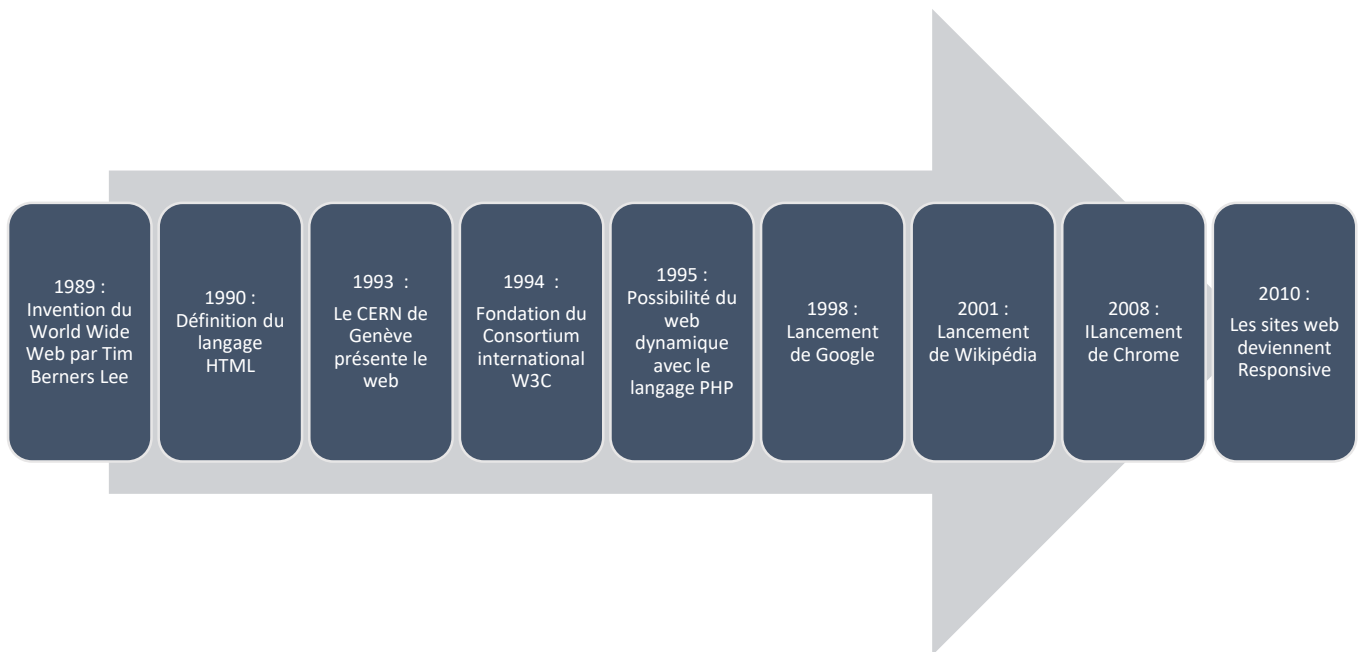 1989 :
Invention du
World Wide
Web par Tim
Berners Lee
1990 :
Définition du
langage
HTML
1993  :
Le CERN de
Genève
présente le
web
1994  :
Fondation du
Consortium
international
W3C
1995 :
Possibilité du
web
dynamique
avec le
langage PHP
1998 :
Lancement
de Google
2001 :
Lancement
de Wikipédia
2008 :
ILancement
de Chrome
2010 :
Les sites web
deviennent
Responsive